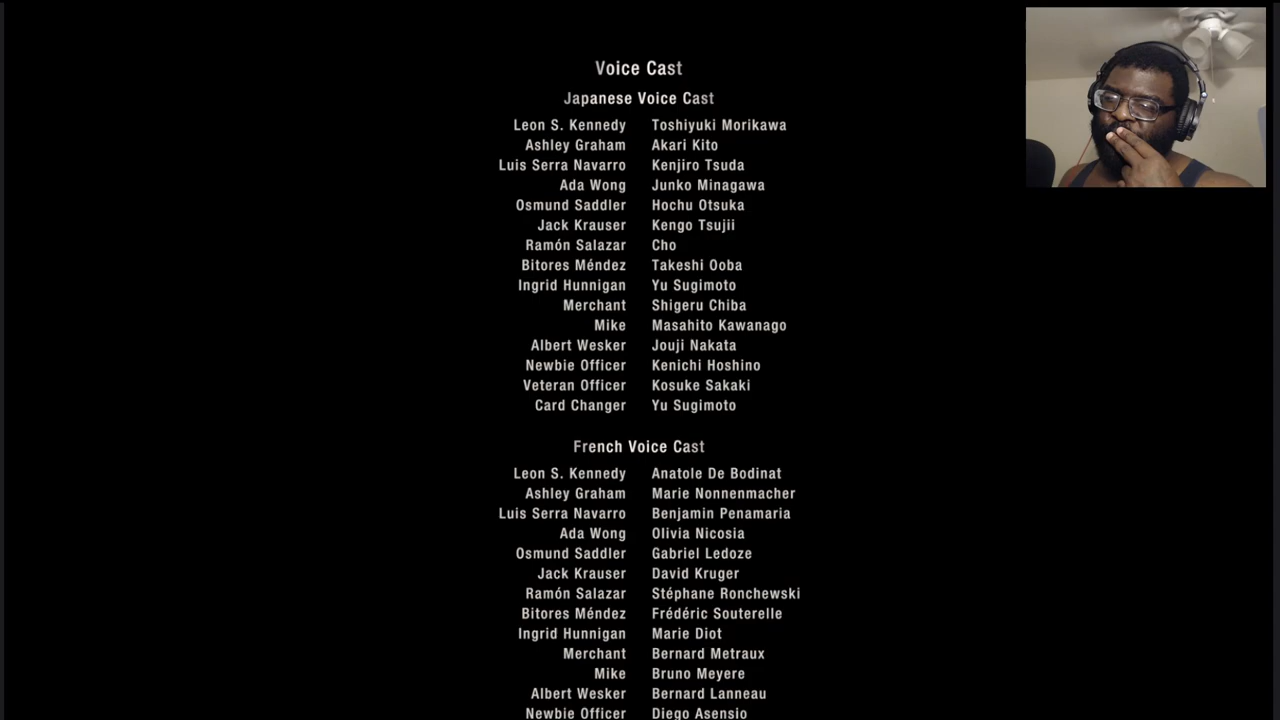 Voice Cast
Japanese Voice Cast
Leon S. Kennedy Toshiyuki Morikawa
Ashley Graham Akari Kito
Luis Serra Navarro Kenjiro Tsuda
Ada Wong Junko Minagawa
Osmund Saddler Hochu Otsuka
Jack Krauser Kengo Tsujii
Ramón Salazar Cho
Bitores Méndez Takeshi Ooba
Ingrid Hunnigan Yu Sugimoto
Merchant Shigeru Chiba
Mike Masahito Kawanago
Albert Wesker Jouji Nakata
Newbie Officer Kenichi Hoshino
Veteran Officer Kosuke Sakaki
Card Changer Yu Sugimoto
French Voice Cast
Leon S. Kennedy Anatole De Bodinat
Ashley Graham Marie Nonnenmacher
Luis Serra Navarro Benjamin Penamaria
Ada Wong Olivia Nicosia
Osmund Saddler Gabriel Ledoze
Jack Krauser David Kruger
Ramón Salazar Stéphane Ronchewski
Bitores Méndez Frédéric Souterelle
Ingrid Hunnigan Marie Diot
Merchant Bernard Metraux
Mike Bruno Meyere
Albert Wesker Bernard Lanneau
Newbie Officer Diego Asensio